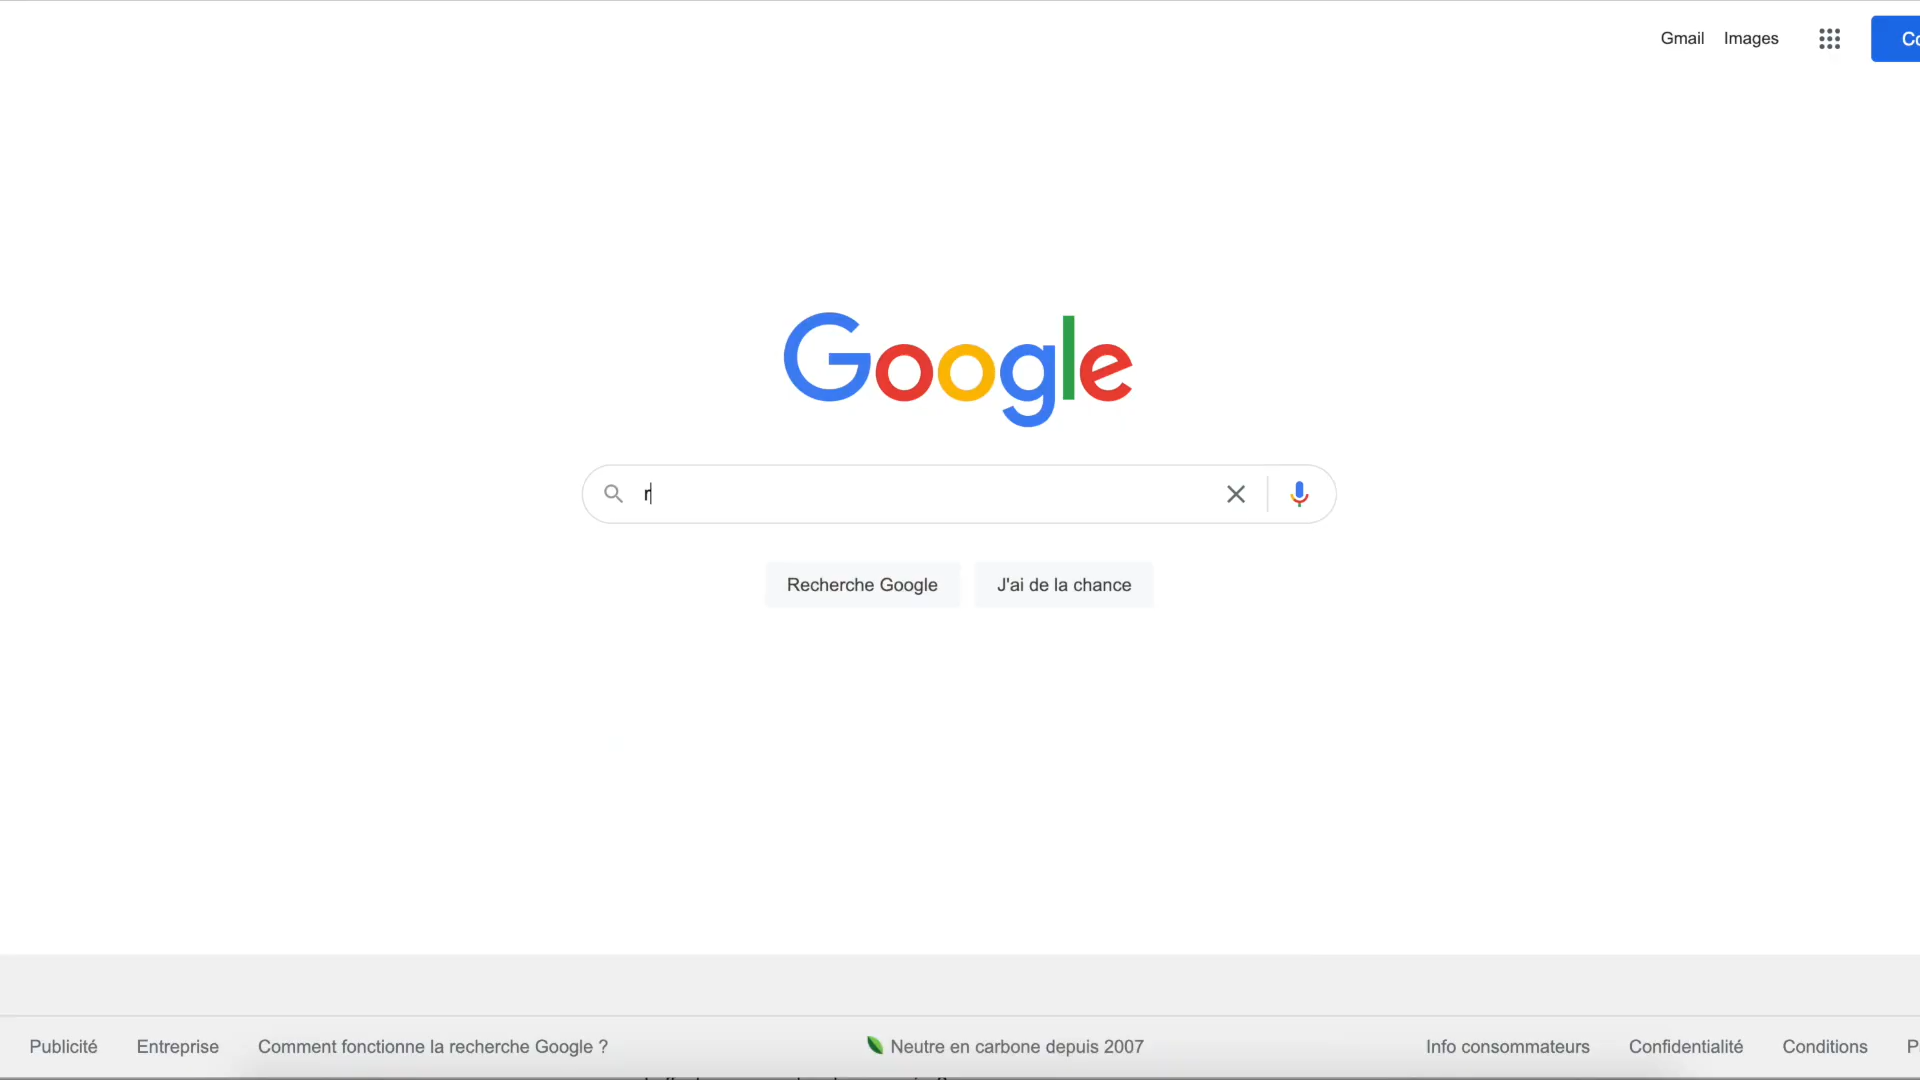 Gmail Images
Google
r
Recherche Google J'ai de la chance
Publicité Entreprise Comment fonctionne la recherche Google ? Neutre en carbone depuis 2007 Info consommateurs Confidentialité Conditions